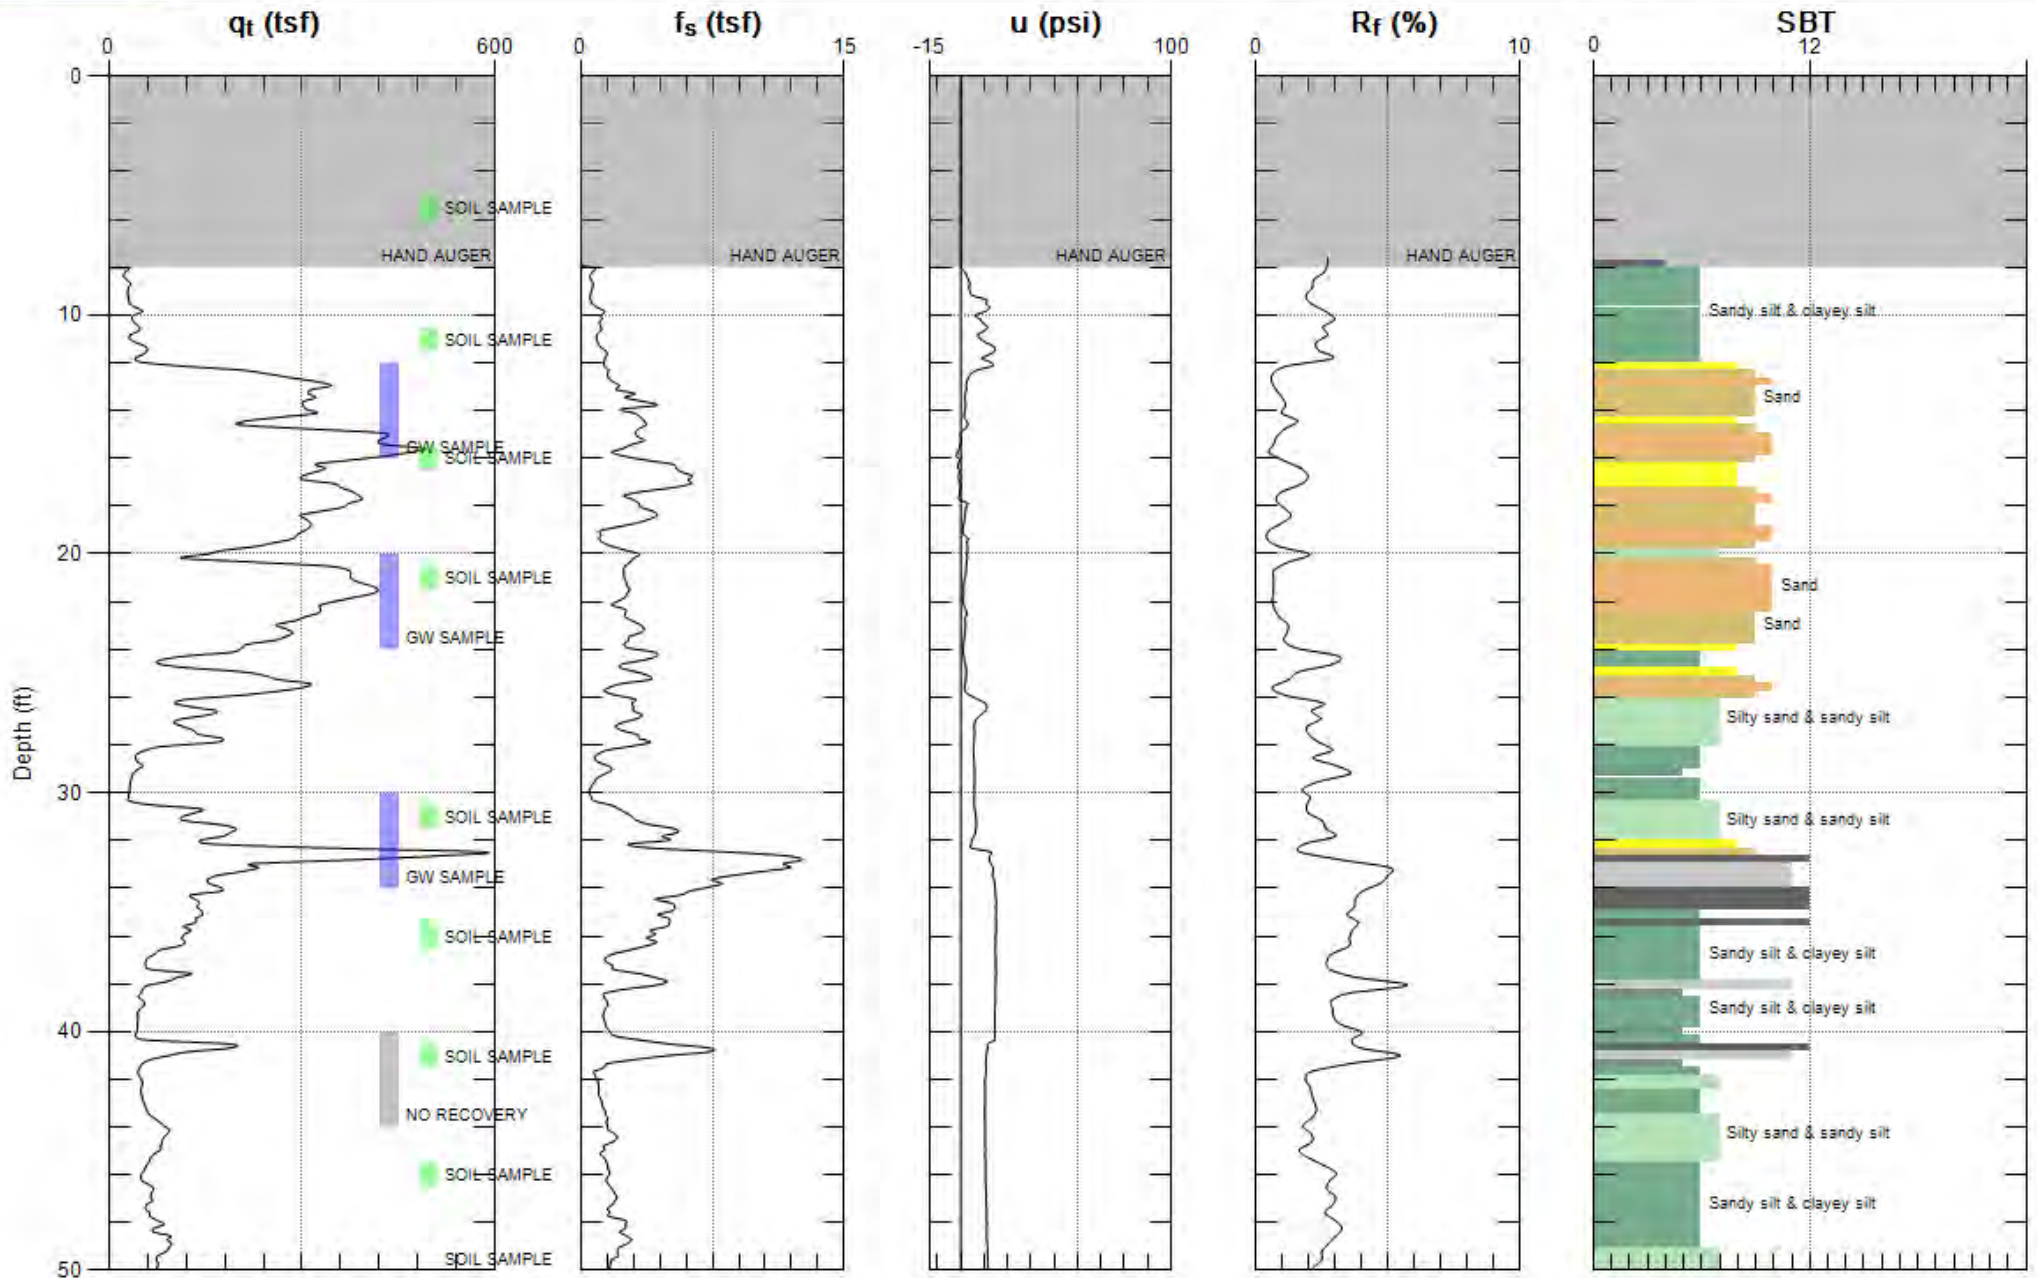 qt (tsf) fs (tsf) u (psi) Rf (%) SBT
0 600 0 15 -15 100 0 10 0 12
0
SOIL SAMPLE
HAND AUGER HAND AUGER HAND AUGER HAND AUGER
10 Sandy silt & clayey silt
SOIL SAMPLE
Sand
GW SAMPLE
SOIL SAMPLE
20
SOIL SAMPLE Sand
Sand
GW SAMPLE
Depth (ft)
Silty sand & sandy silt
30
SOIL SAMPLE Silty sand & sandy silt
GW SAMPLE
SOIL SAMPLE
Sandy silt & clayey silt
Sandy silt & clayey silt
40
SOIL SAMPLE
NO RECOVERY
Silty sand & sandy silt
SOIL SAMPLE
Sandy silt & clayey silt
SOIL SAMPLE
50